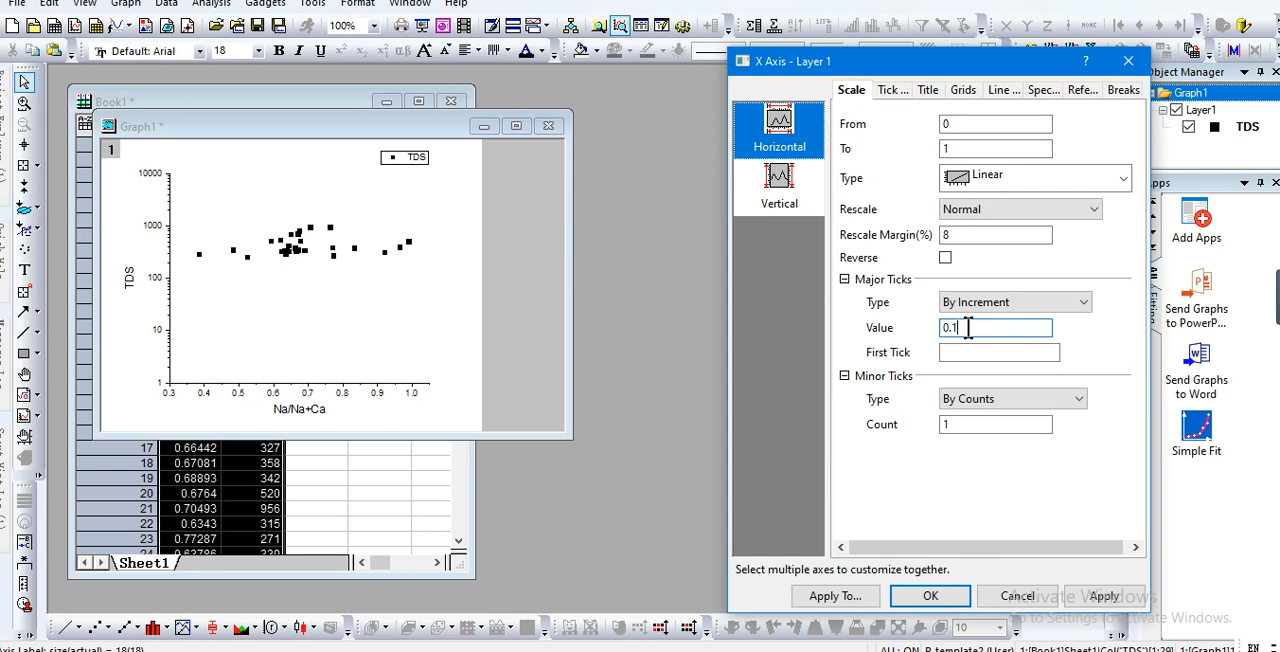 File Edit View Graph Data Analysis Gadgets Tools Format Window Help
100%
Default: Arial 18 B I U
Book1 *
Graph1 *
1
TDS
10000
1000
100
10
1
TDS
0.3 0.4 0.5 0.6 0.7 0.8 0.9 1.0
Na/Na+Ca
17 0.66442 327
18 0.67081 358
19 0.68893 342
20 0.6764 520
21 0.70493 956
22 0.6343 315
23 0.77287 271
Sheet1
X Axis - Layer 1
Horizontal
Vertical
Scale Tick ... Title Grids Line ... Spec... Refe... Breaks
From 0
To 1
Type Linear
Rescale Normal
Rescale Margin(%) 8
Reverse
Major Ticks
Type By Increment
Value 0.1
First Tick
Minor Ticks
Type By Counts
Count 1
Select multiple axes to customize together.
Apply To... OK Cancel Apply
Activate Windows
Go to Settings to activate Windows.
Object Manager
Graph1
Layer1
TDS
Apps
Add Apps
Send Graphs
to PowerP...
Send Graphs
to Word
Simple Fit
10